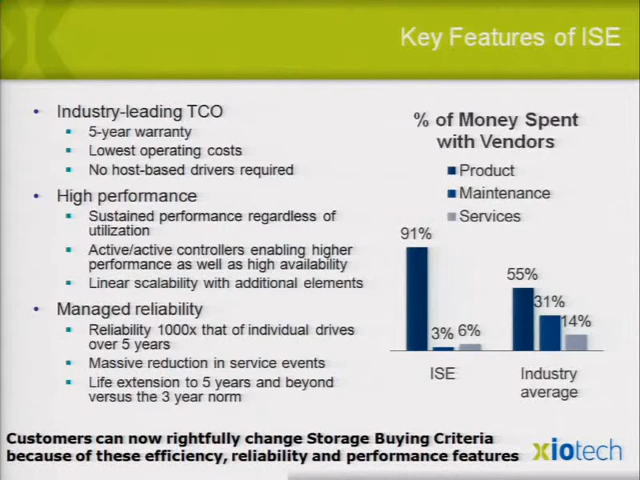 Key Features of ISE
• Industry-leading TCO
▪ 5-year warranty
▪ Lowest operating costs
▪ No host-based drivers required
• High performance
▪ Sustained performance regardless of
utilization
▪ Active/active controllers enabling higher
performance as well as high availability
▪ Linear scalability with additional elements
• Managed reliability
▪ Reliability 1000x that of individual drives
over 5 years
▪ Massive reduction in service events
▪ Life extension to 5 years and beyond
versus the 3 year norm
% of Money Spent
with Vendors
Product
Maintenance
Services
91%
3%
6%
55%
31%
14%
ISE
Industry
average
Customers can now rightfully change Storage Buying Criteria
because of these efficiency, reliability and performance features
xiotech